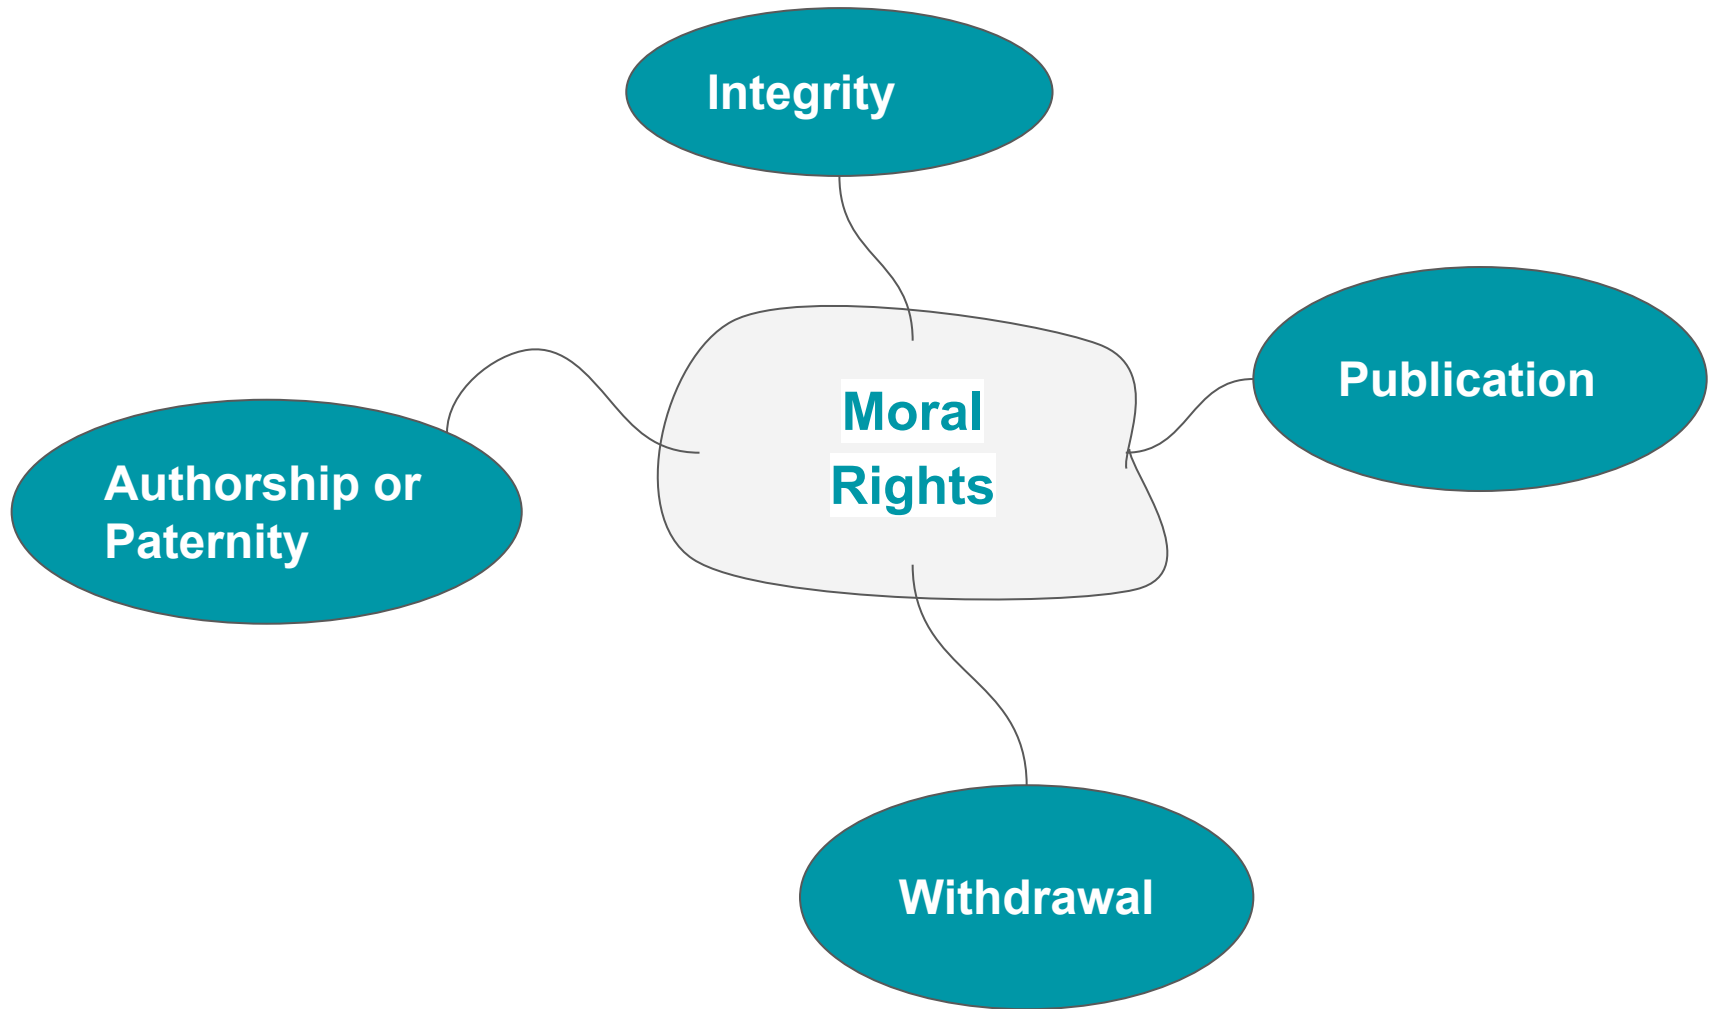 Integrity
Publication
Moral
Rights
Authorship or
Paternity
Withdrawal